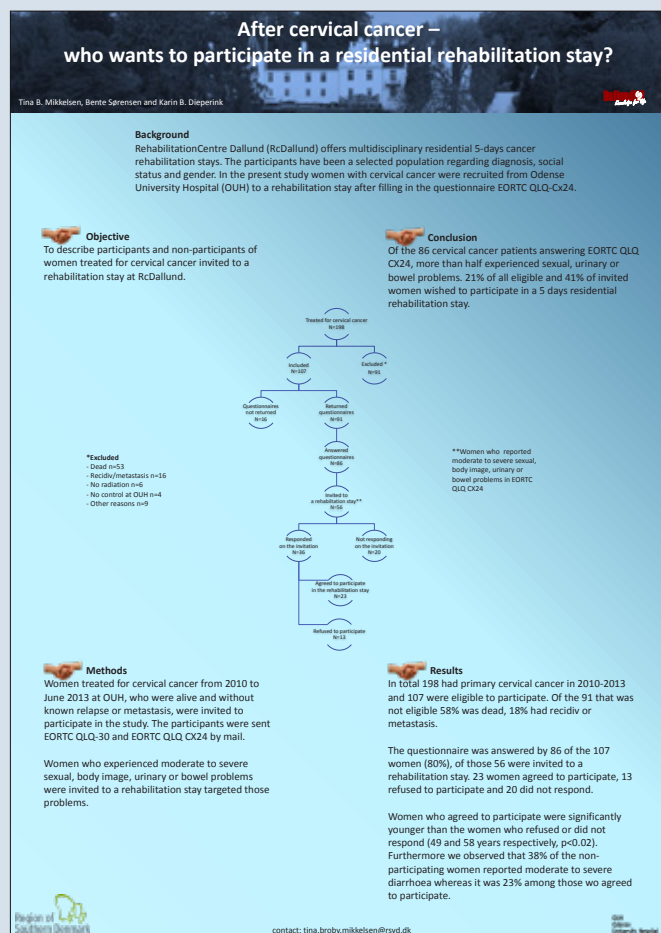 After cervical cancer –
who wants to participate in a residential rehabilitation stay?
Tina B. Mikkelsen, Bente Sørensen and Karin B. Dieperink
Background
RehabilitationCentre Dallund (RcDallund) offers multidisciplinary residential 5-days cancer
rehabilitation stays. The participants have been a selected population regarding diagnosis, social
status and gender. In the present study women with cervical cancer were recruited from Odense
University Hospital (OUH) to a rehabilitation stay after filling in the questionnaire EORTC QLQ-Cx24.
Objective
To describe participants and non-participants of
women treated for cervical cancer invited to a
rehabilitation stay at RcDallund.
Conclusion
Of the 86 cervical cancer patients answering EORTC QLQ
CX24, more than half experienced sexual, urinary or
bowel problems. 21% of all eligible and 41% of invited
women wished to participate in a 5 days residential
rehabilitation stay.
Treated for cervical cancer
N=198
Included
N=107
Excluded *
N=91
Questionnaires
not returned
N=16
Returned
questionnaires
N=91
Answered
questionnaires
N=86
*Excluded
- Dead n=53
- Recidiv/metastasis n=16
- No radiation n=6
- No control at OUH n=4
- Other reasons n=9
**Women who reported
moderate to severe sexual,
body image, urinary or
bowel problems in EORTC
QLQ CX24
Invited to
a rehabiltation stay**
N=56
Responded
on the invitation
N=36
Not responding
on the invitation
N=20
Agreed to participate
in the rehabilitation stay
N=23
Refused to participate
N=13
Methods
Women treated for cervical cancer from 2010 to
June 2013 at OUH, who were alive and without
known relapse or metastasis, were invited to
participate in the study. The participants were sent
EORTC QLQ-30 and EORTC QLQ CX24 by mail.
Women who experienced moderate to severe
sexual, body image, urinary or bowel problems
were invited to a rehabilitation stay targeted those
problems.
Results
In total 198 had primary cervical cancer in 2010-2013
and 107 were eligible to participate. Of the 91 that was
not eligible 58% was dead, 18% had recidiv or
metastasis.
The questionnaire was answered by 86 of the 107
women (80%), of those 56 were invited to a
rehabilitation stay. 23 women agreed to participate, 13
refused to participate and 20 did not respond.
Women who agreed to participate were significantly
younger than the women who refused or did not
respond (49 and 58 years respectively, p<0.02).
Furthermore we observed that 38% of the non-
participating women reported moderate to severe
diarrhoea whereas it was 23% among those wo agreed
to participate.
Region of
Southern Denmark
contact: tina.broby.mikkelsen@rsyd.dk
OUH
Odense
University Hospital